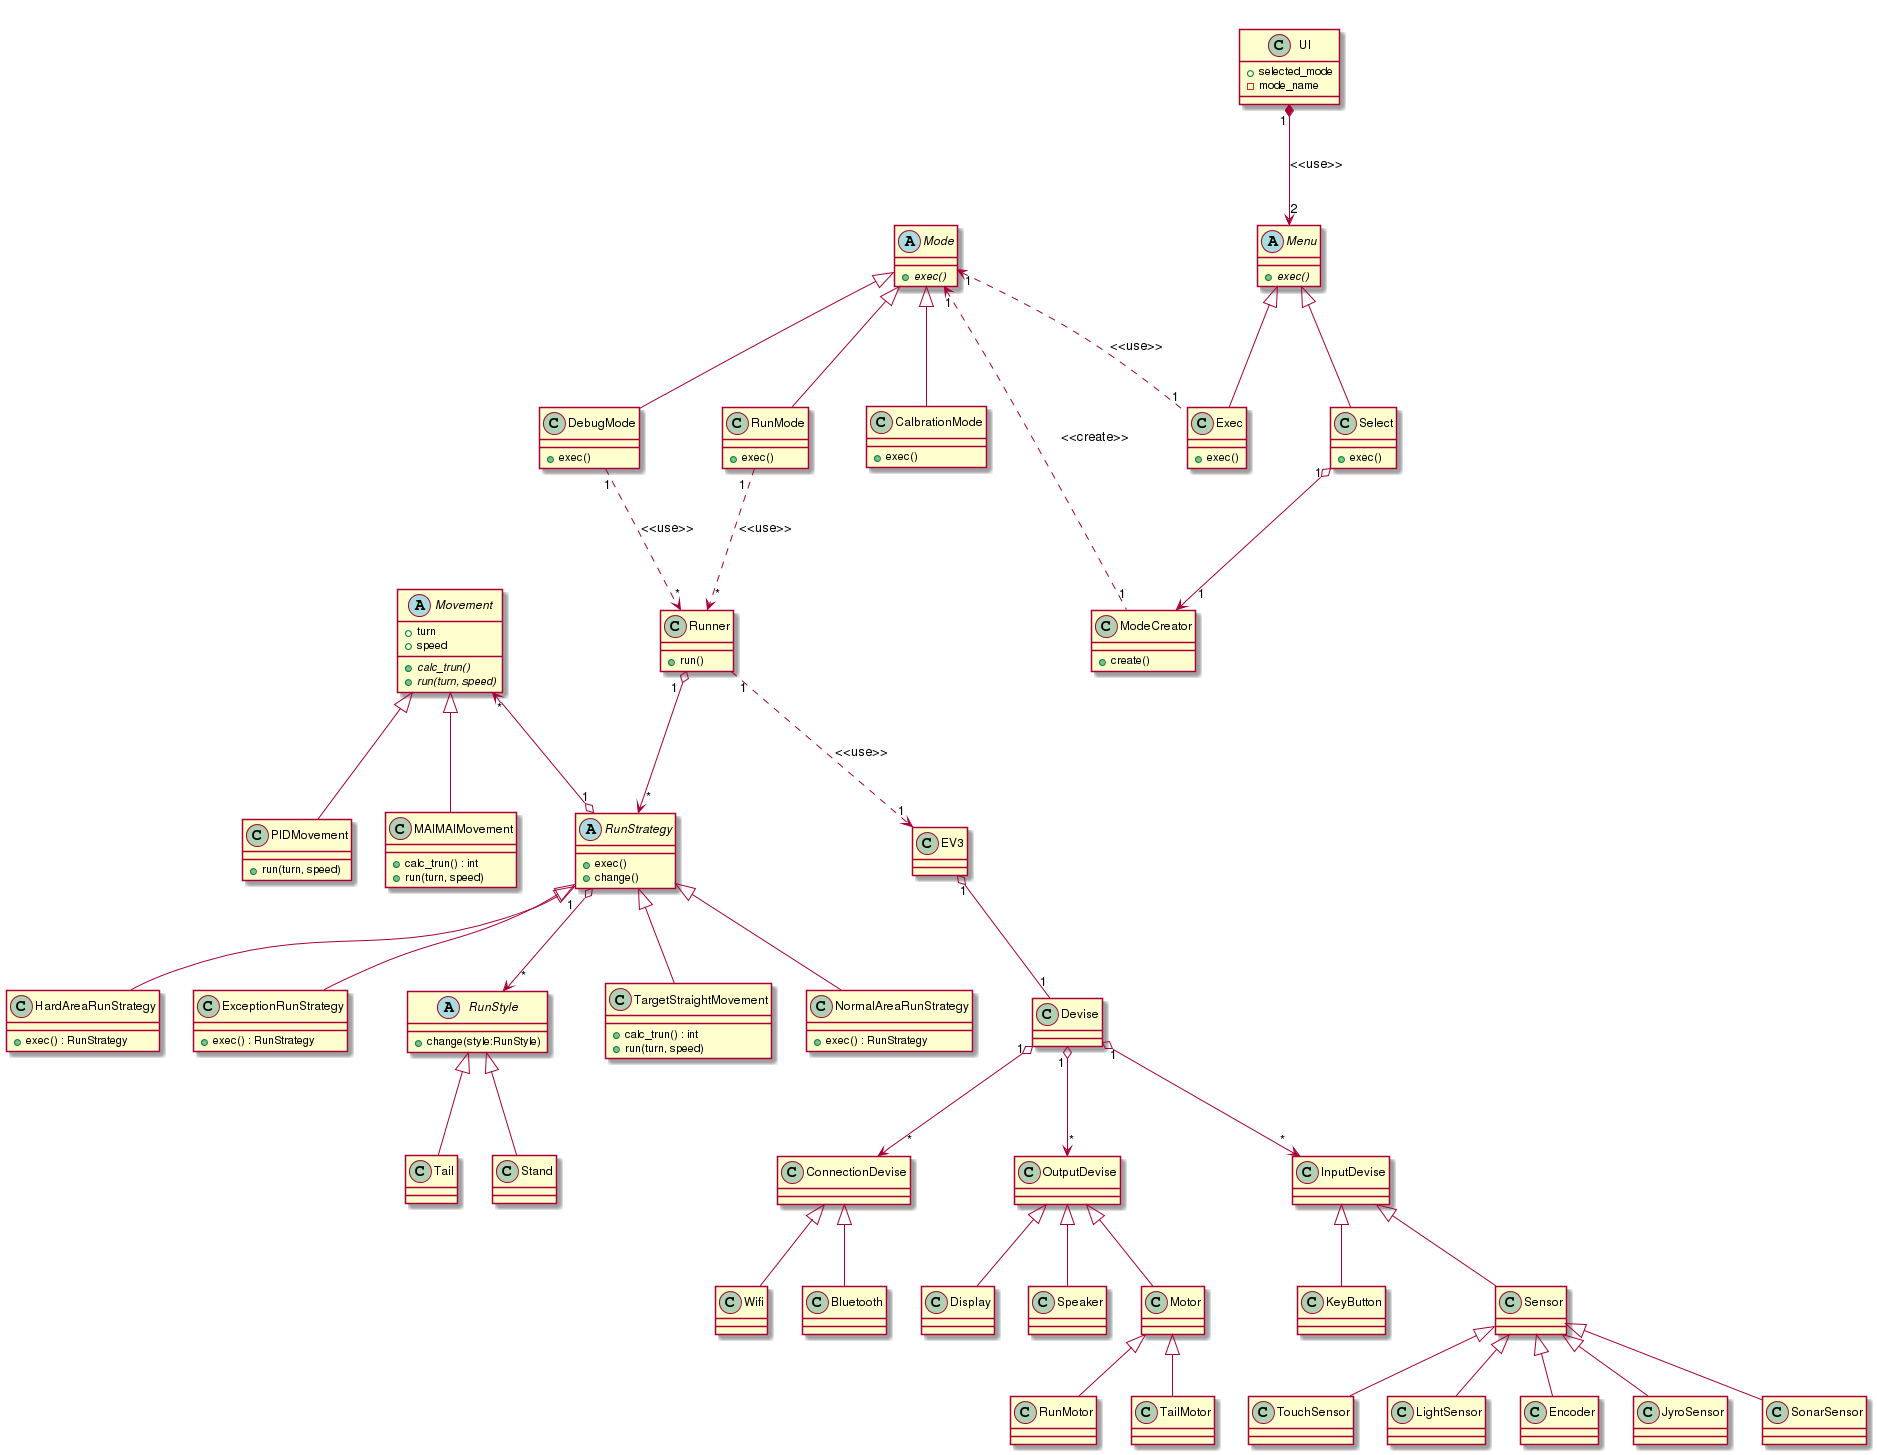 C UI
selected_mode
mode_name
1
<<use>>
2
A Mode
exec()
A Menu
exec()
1
1
<<use>>
1
<<create>>
C DebugMode
exec()
C RunMode
exec()
C CalbrationMode
exec()
C Exec
exec()
C Select
exec()
1
1
1
<<use>>
<<use>>
*
*
1
1
A Movement
turn
speed
calc_trun()
run(turn, speed)
C Runner
run()
C ModeCreator
create()
*
1
1
<<use>>
1
*
1
C PIDMovement
run(turn, speed)
C MAIMAIMovement
calc_trun() : int
run(turn, speed)
A RunStrategy
exec()
change()
C EV3
1
1
*
1
C HardAreaRunStrategy
exec() : RunStrategy
C ExceptionRunStrategy
exec() : RunStrategy
A RunStyle
change(style:RunStyle)
C TargetStraightMovement
calc_trun() : int
run(turn, speed)
C NormalAreaRunStrategy
exec() : RunStrategy
C Devise
1
1
1
*
*
*
C Tail
C Stand
C ConnectionDevise
C OutputDevise
C InputDevise
C Wifi
C Bluetooth
C Display
C Speaker
C Motor
C KeyButton
C Sensor
C RunMotor
C TailMotor
C TouchSensor
C LightSensor
C Encoder
C JyroSensor
C SonarSensor